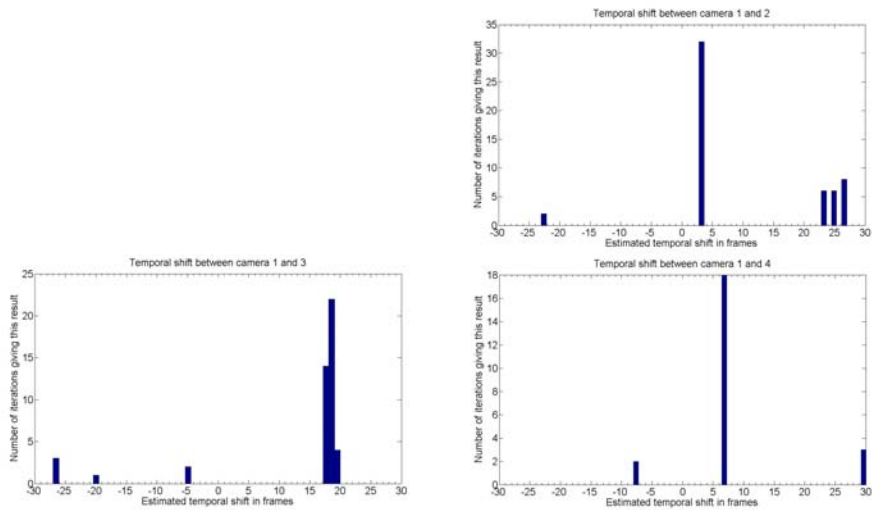 Temporal shift between camera 1 and 2
35
30
25
20
15
10
5
0
Number of iterations giving this result
-30 -25 -20 -15 -10 -5 0 5 10 15 20 25 30
Estimated temporal shift in frames
Temporal shift between camera 1 and 3
25
20
15
10
5
0
Number of iterations giving this result
-30 -25 -20 -15 -10 -5 0 5 10 15 20 30
Estimated temporal shift in frames
Temporal shift between camera 1 and 4
18
16
14
12
10
8
6
4
2
0
Number of iterations giving this result
-30 -25 -20 -15 -10 -5 0 5 10 15 20 25 30
Estimated temporal shift in frames